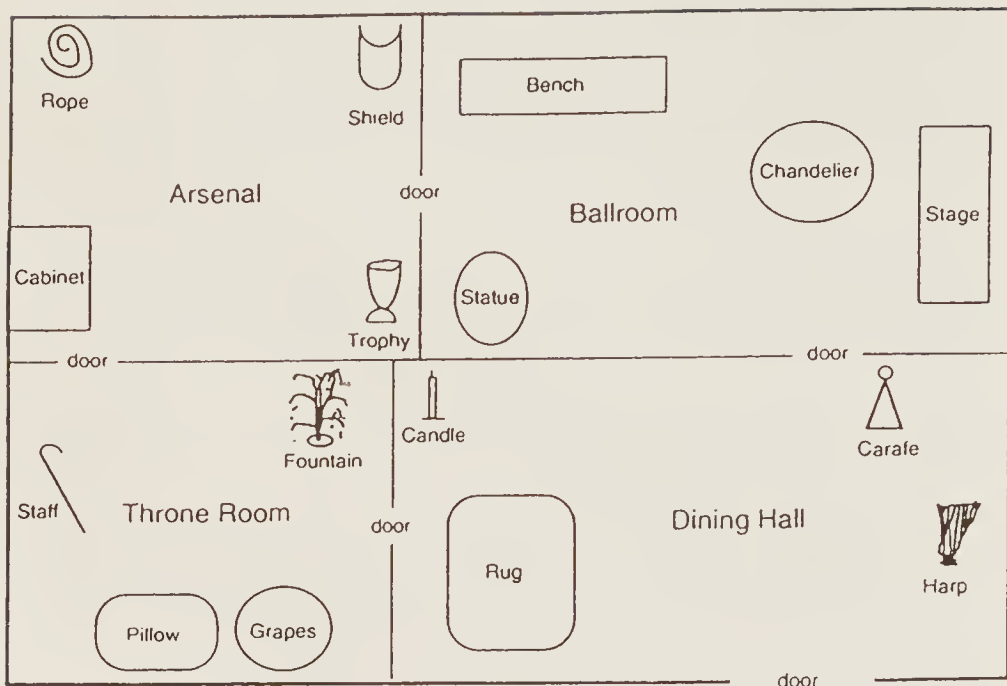 Rope
Shield
Bench
Arsenal
door
Ballroom
Chandelier
Stage
Cabinet
Trophy
Statue
door
door
Fountain
Candle
Carafe
Staff
Throne Room
door
Dining Hall
Rug
Harp
Pillow
Grapes
door